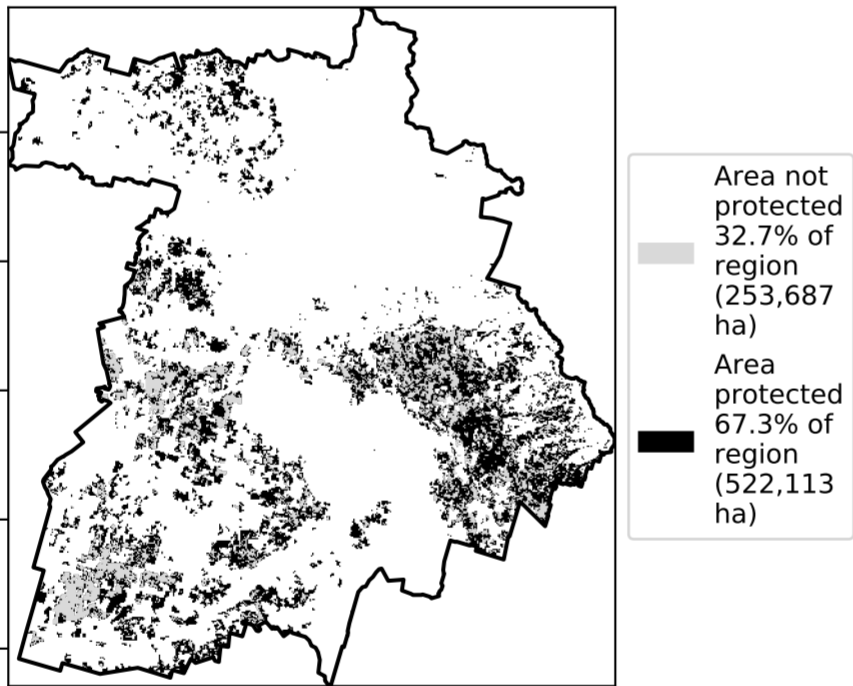 Area not
protected
32.7% of
region
(253,687
ha)
Area
protected
67.3% of
region
(522,113
ha)